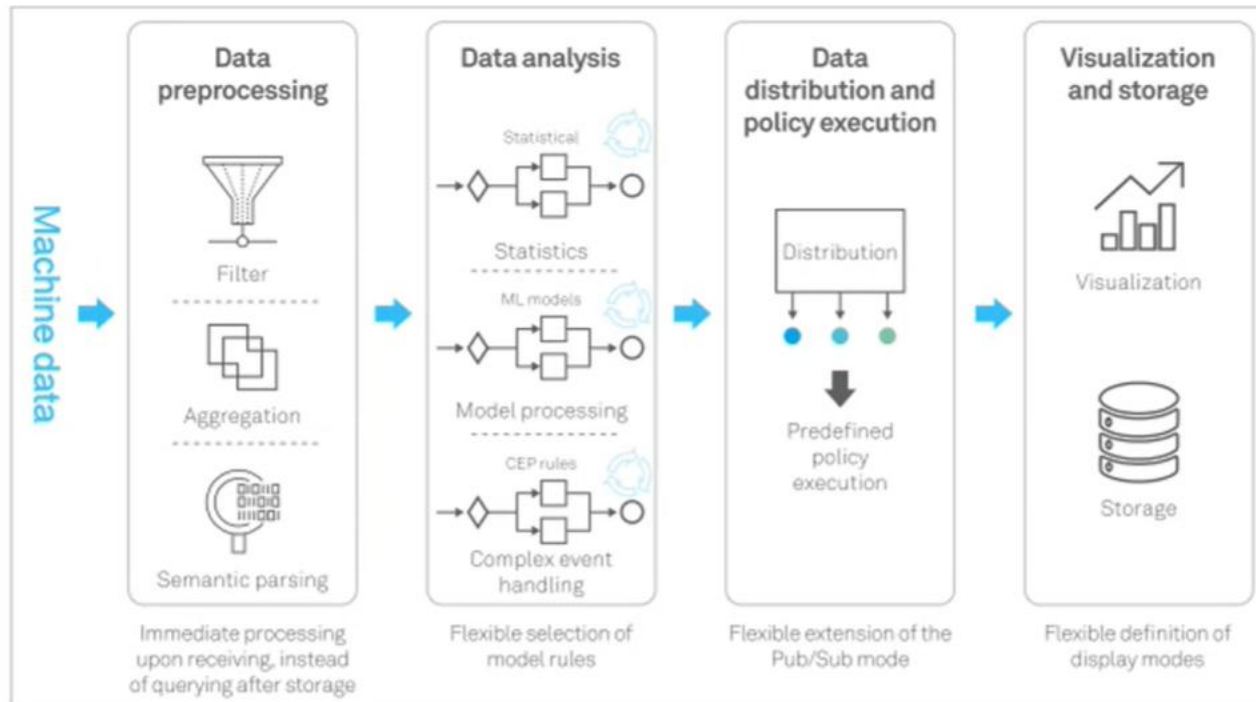 Machine data
Data
preprocessing
Filter
Aggregation
Semantic parsing
Immediate processing
upon receiving, instead
of querying after storage
Data analysis
Statistical
Statistics
ML models
Model processing
CEP rules
Complex event
handling
Flexible selection of
model rules
Data
distribution and
policy execution
Distribution
Predefined
policy
execution
Flexible extension of the
Pub/Sub mode
Visualization
and storage
Visualization
Storage
Flexible definition of
display modes